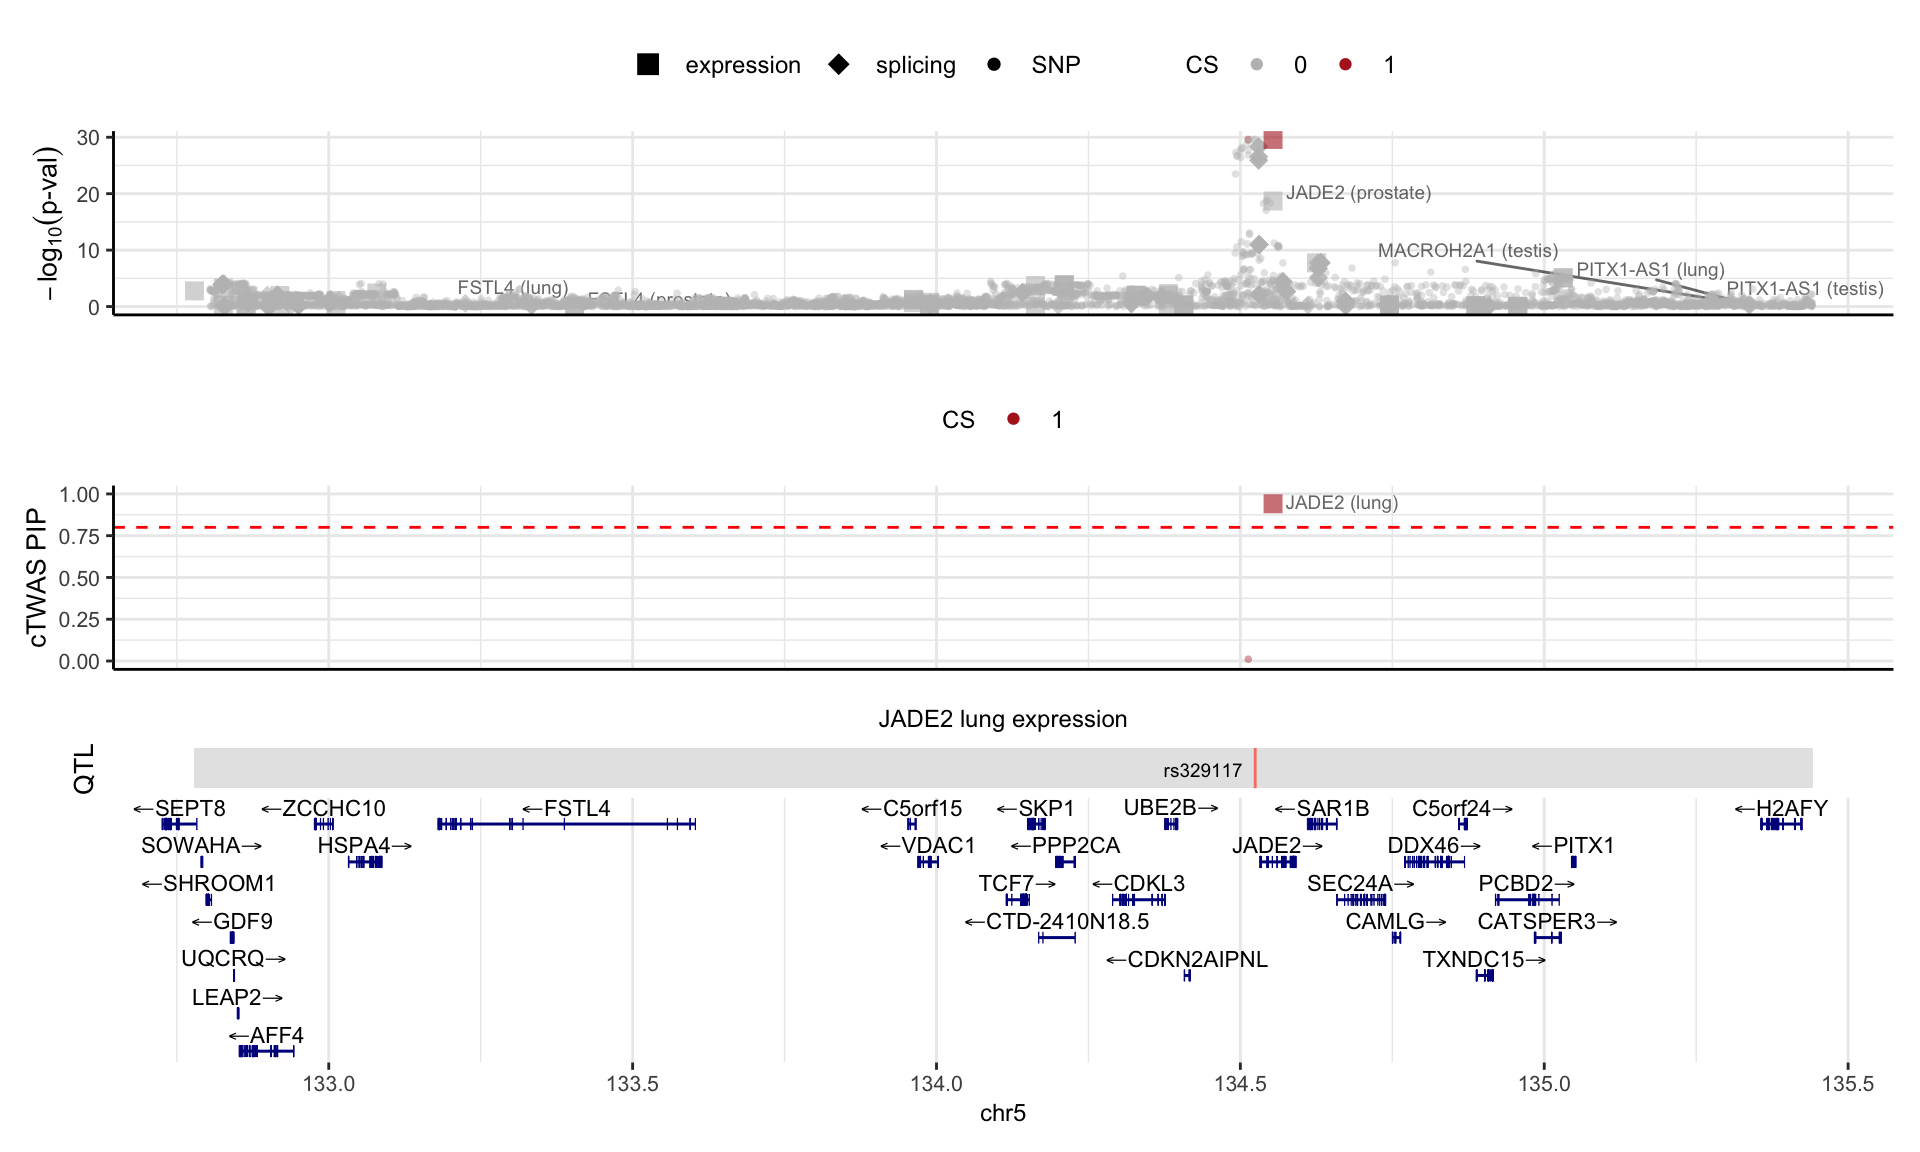 expression splicing SNP CS 0 1
−log10(p-val)
30
20
10
0
JADE2 (prostate)
MACROH2A1 (testis)
PITX1-AS1 (lung)
PITX1-AS1 (testis)
FSTL4 (lung)
FSTL4 (prostate)
CS 1
cTWAS PIP
1.00
0.75
0.50
0.25
0.00
JADE2 (lung)
JADE2 lung expression
QTL
rs329117
←SEPT8 ←ZCCHC10 ←FSTL4 ←C5orf15 ←SKP1 UBE2B→ ←SAR1B C5orf24→ ←H2AFY
SOWAHA→ HSPA4→ ←VDAC1 ←PPP2CA JADE2→ DDX46→ ←PITX1
←SHROOM1 TCF7→ ←CDKL3 SEC24A→ PCBD2→
←GDF9 ←CTD-2410N18.5 CAMLG→ CATSPER3→
UQCRQ→ ←CDKN2AIPNL TXNDC15→
LEAP2→
←AFF4
133.0 133.5 134.0 134.5 135.0 135.5
chr5